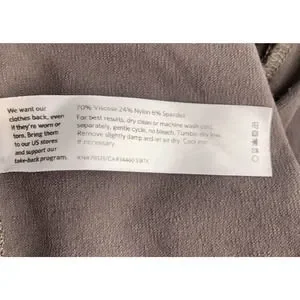 We want our
clothes back, even
if they're worn or
torn. Bring them
to our US stores
and support our
take-back program.
70% Viscose 24% Nylon 6% Spandex
For best results, dry clean or machine wash cold,
separately, gentle cycle, no bleach. Tumble dry low.
Remove slightly damp and let air dry. Cool iron
if necessary.